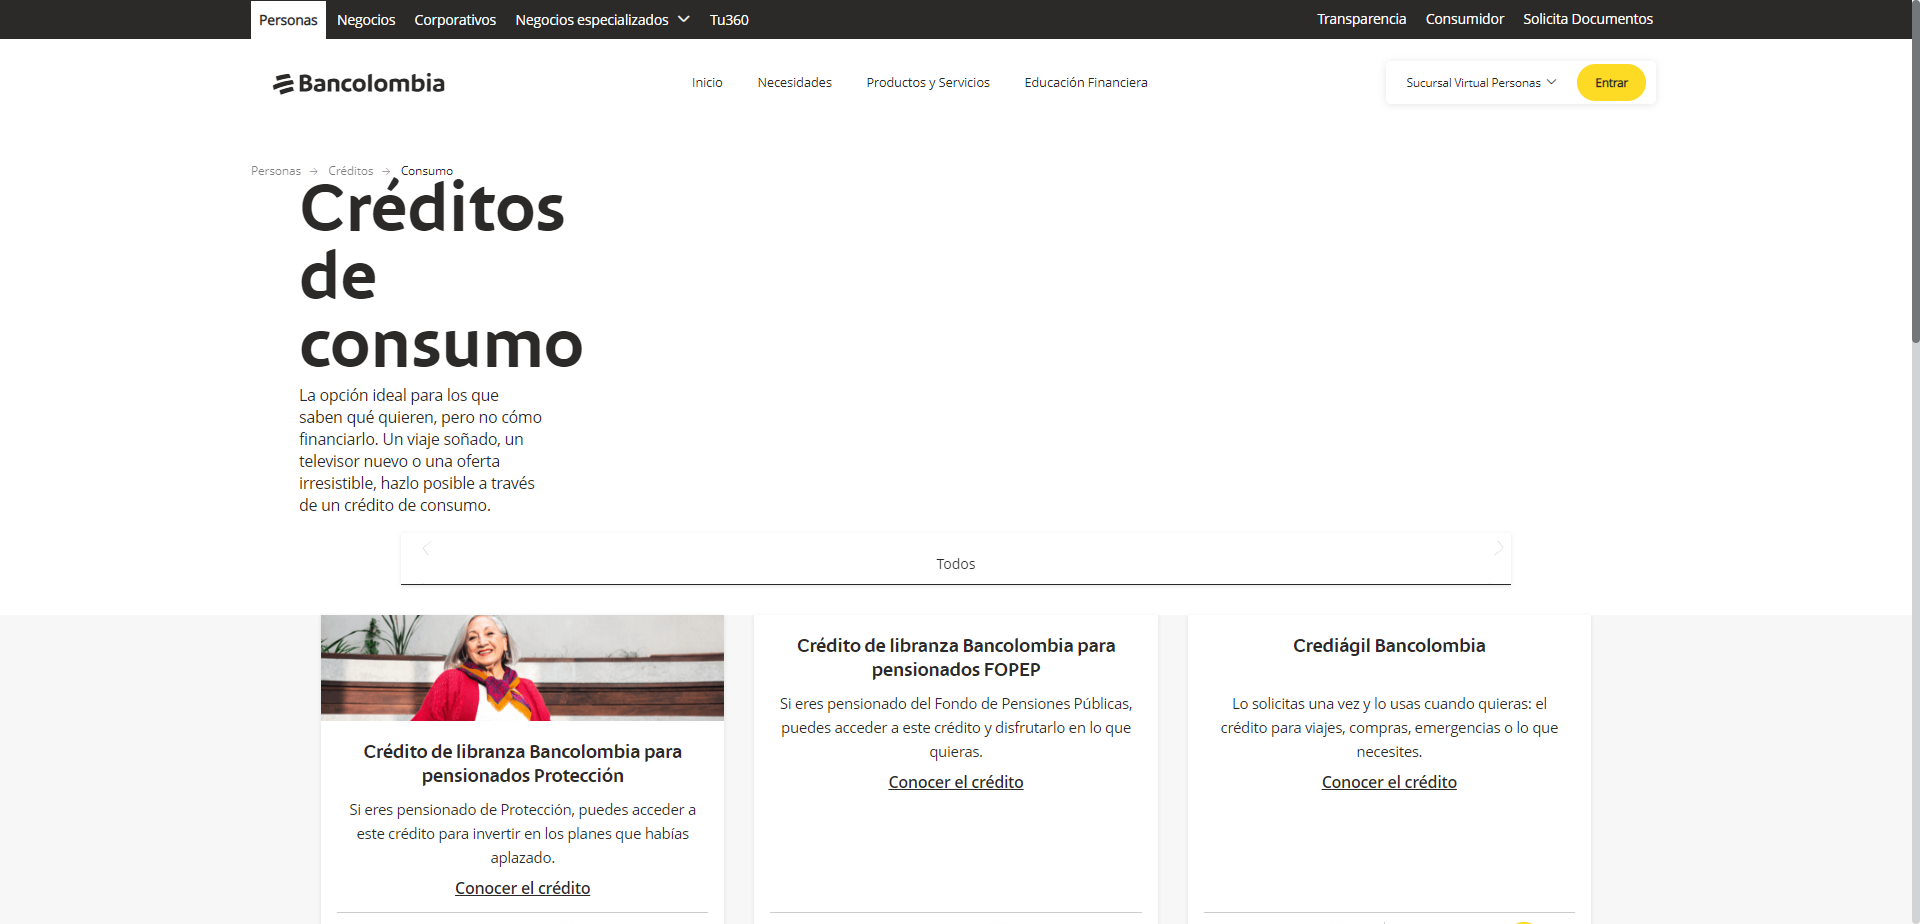 Personas Negocios Corporativos Negocios especializados Tu360 Transparencia Consumidor Solicita Documentos
Bancolombia Inicio Necesidades Productos y Servicios Educación Financiera Sucursal Virtual Personas Entrar
Personas → Créditos → Consumo
Créditos
de
consumo
La opción ideal para los que
saben qué quieren, pero no cómo
financiarlo. Un viaje soñado, un
televisor nuevo o una oferta
irresistible, hazlo posible a través
de un crédito de consumo.
Todos
Crédito de libranza Bancolombia para
pensionados Protección
Si eres pensionado de Protección, puedes acceder a
este crédito para invertir en los planes que habías
aplazado.
Conocer el crédito
Crédito de libranza Bancolombia para
pensionados FOPEP
Si eres pensionado del Fondo de Pensiones Públicas,
puedes acceder a este crédito y disfrutarlo en lo que
quieras.
Conocer el crédito
Crediágil Bancolombia
Lo solicitas una vez y lo usas cuando quieras: el
crédito para viajes, compras, emergencias o lo que
necesites.
Conocer el crédito